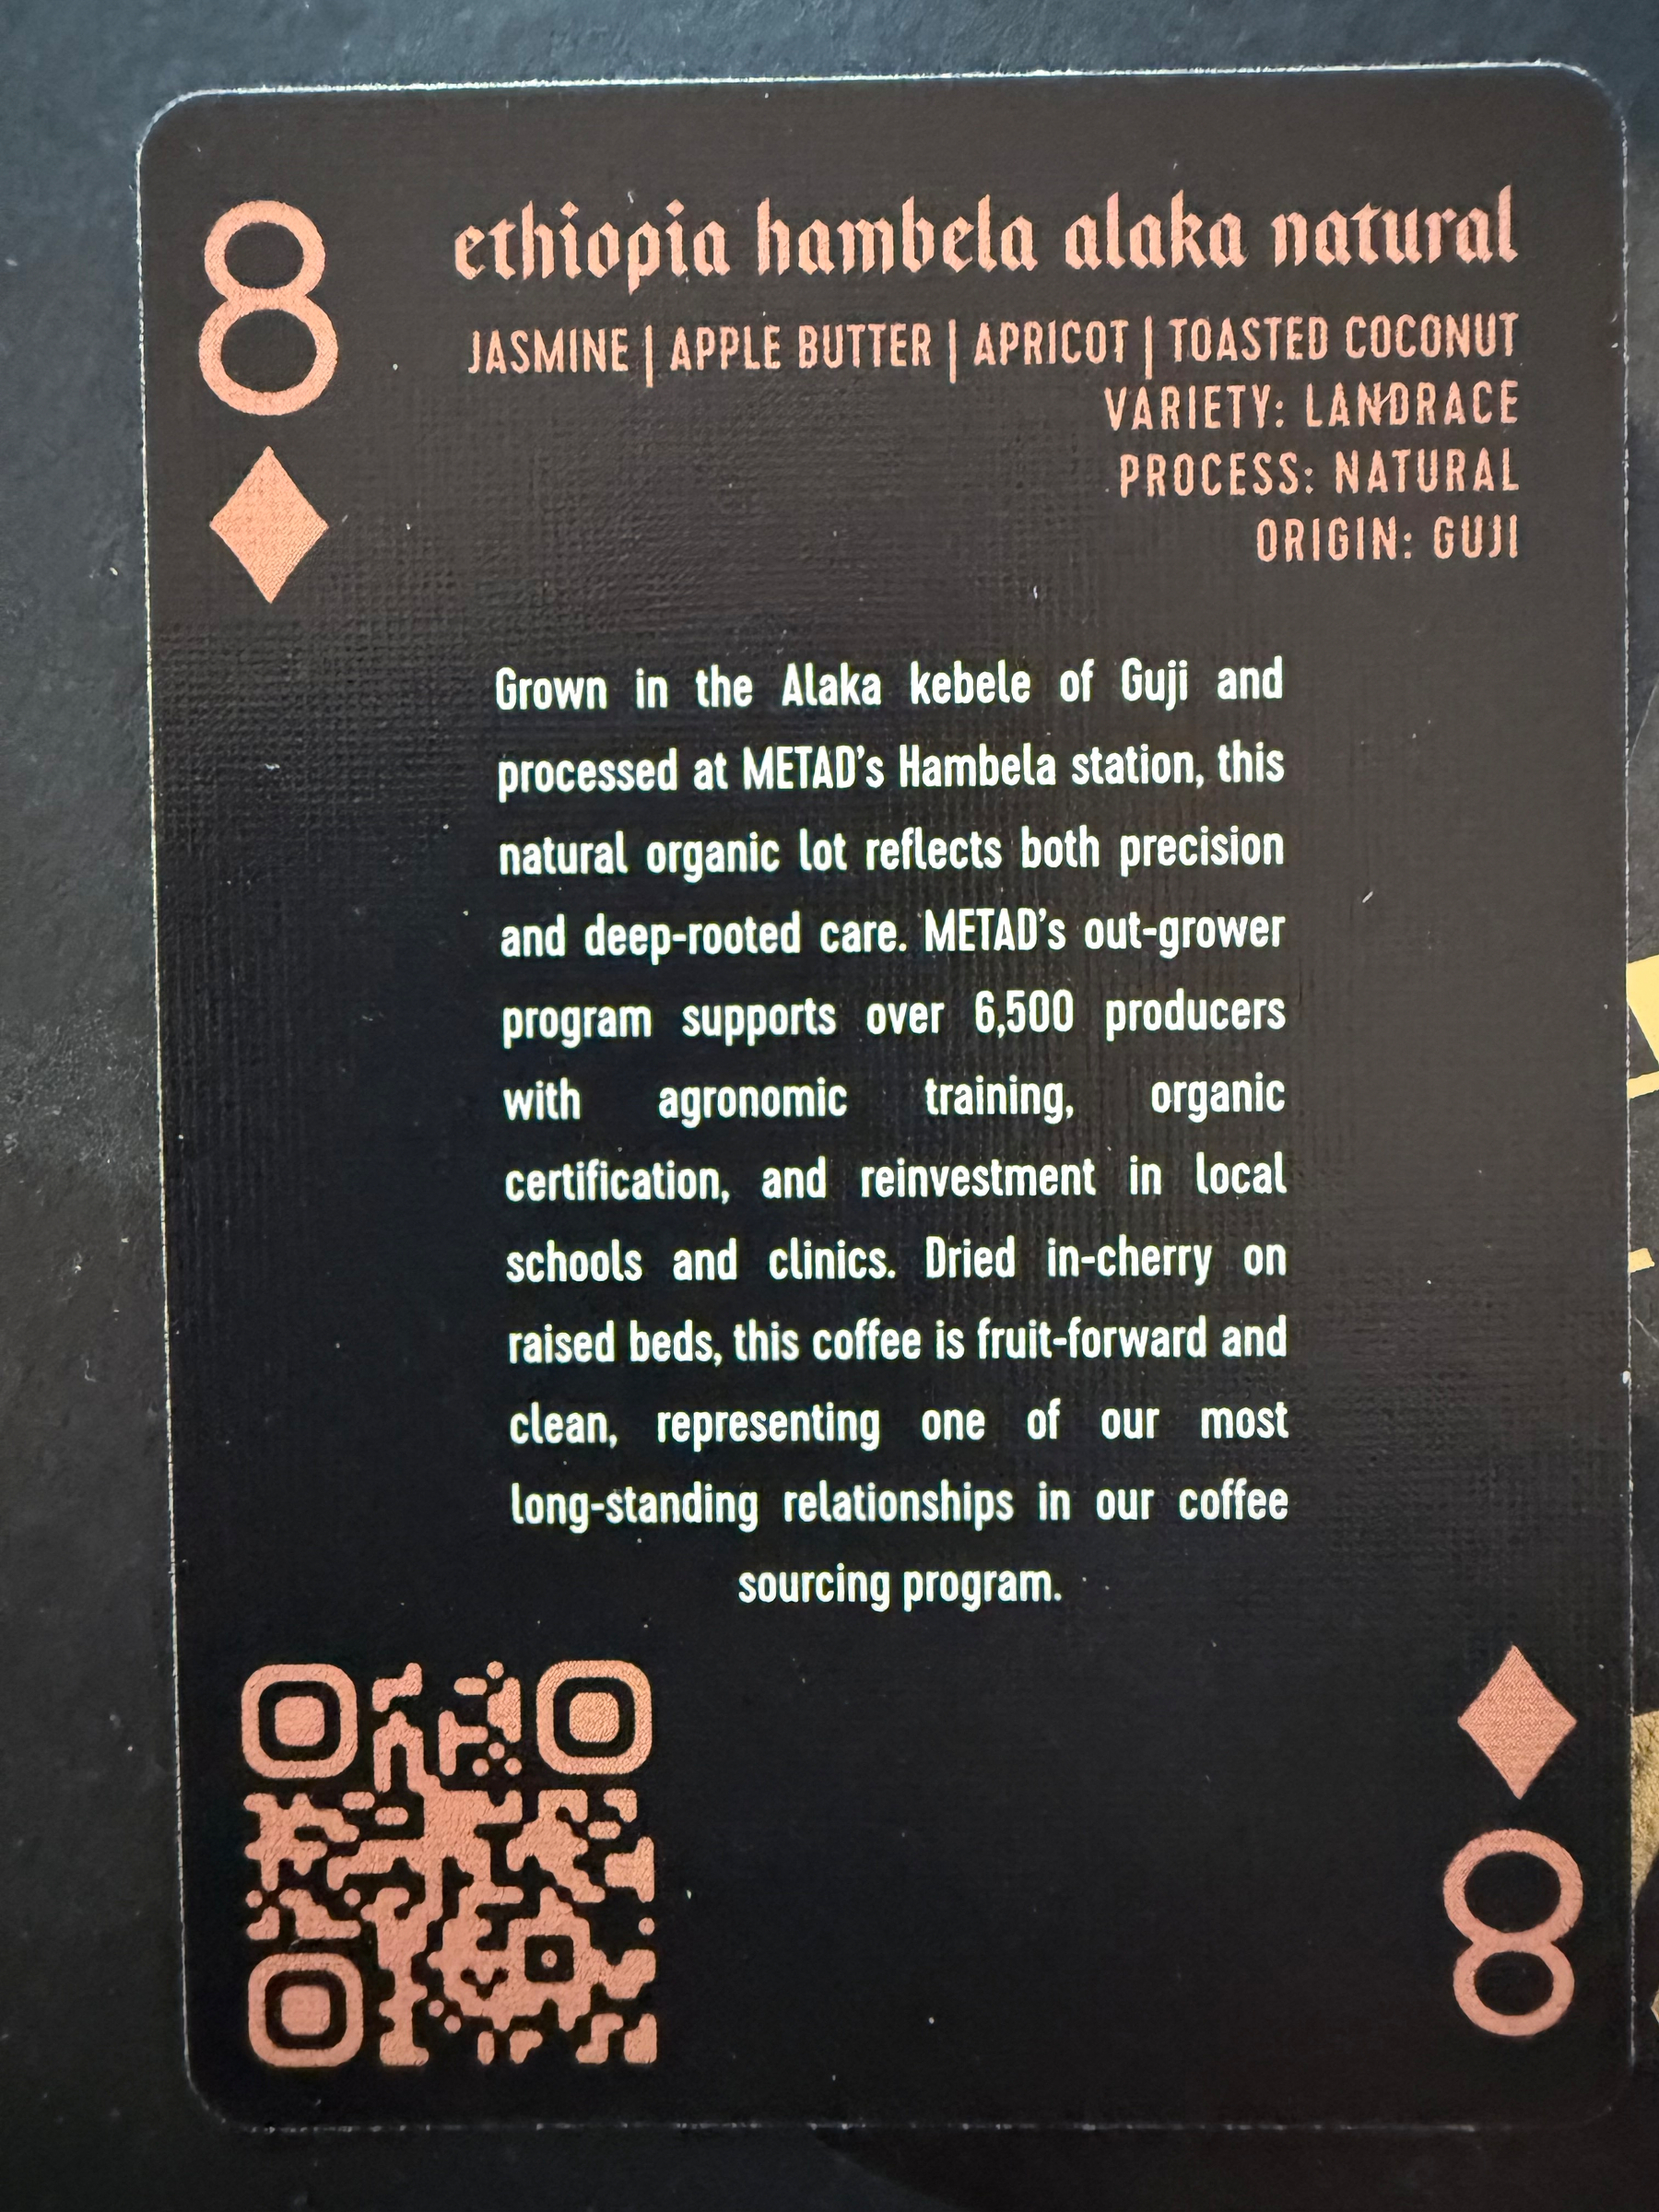 8
ethiopia hambela alaka natural
JASMINE | APPLE BUTTER | APRICOT | TOASTED COCONUT
VARIETY: LANDRACE
PROCESS: NATURAL
ORIGIN: GUJI
Grown in the Alaka kebele of Guji and
processed at METAD's Hambela station, this
natural organic lot reflects both precision
and deep-rooted care. METAD's out-grower
program supports over 6,500 producers
with agronomic training, organic
certification, and reinvestment in local
schools and clinics. Dried in-cherry on
raised beds, this coffee is fruit-forward and
clean, representing one of our most
long-standing relationships in our coffee
sourcing program.
8